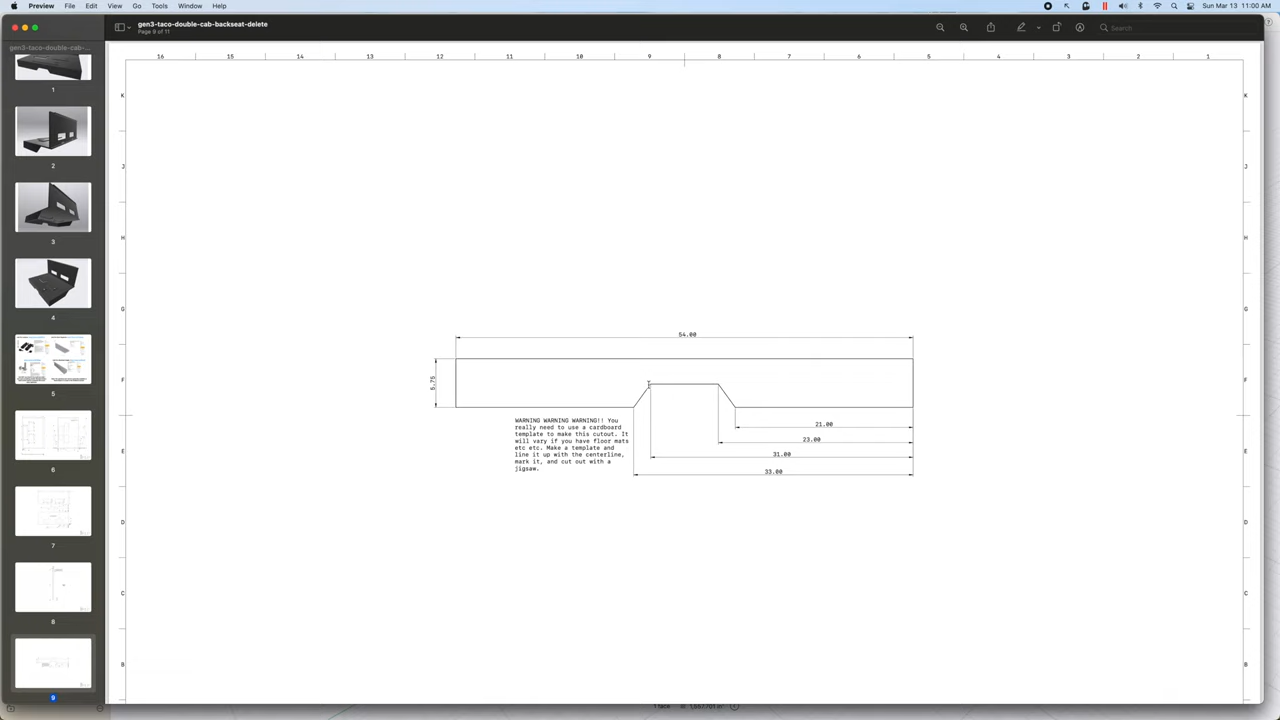 Preview File Edit View Go Tools Window Help
Sun Mar 13 11:00 AM
gen3-taco-double-cab-backseat-delete
Page 9 of 11
Search
gen3-taco-double-cab-...
1
2
3
4
5
6
7
8
9
16 15 14 13 12 11 10 9 8 7 6 5 4 3 2 1
K K
J J
H H
G G
F F
E E
D D
C C
B B
54.00
5.75
21.00
23.00
31.00
33.00
WARNING WARNING WARNING!! You
really need to use a cardboard
template to make this cutout. It
will vary if you have floor mats
etc etc. Make a template and
line it up with the centerline,
mark it, and cut out with a
jigsaw.